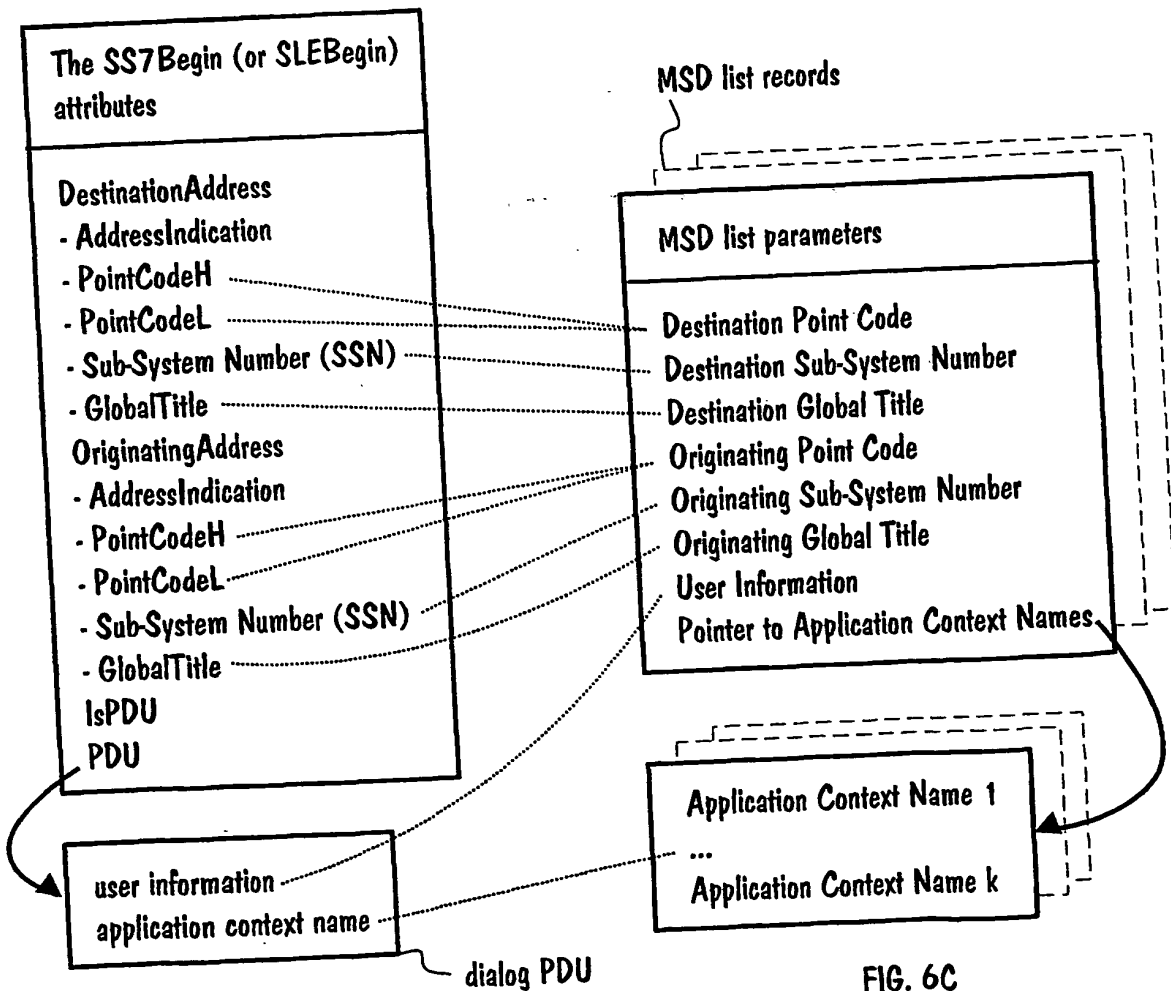 The SS7Begin (or SLEBegin)
attributes
DestinationAddress
- AddressIndication
- PointCodeH
- PointCodeL
- Sub-System Number (SSN)
- GlobalTitle
OriginatingAddress
- AddressIndication
- PointCodeH
- PointCodeL
- Sub-System Number (SSN)
- GlobalTitle
IsPDU
PDU
user information
application context name
dialog PDU
MSD list records
MSD list parameters
Destination Point Code
Destination Sub-System Number
Destination Global Title
Originating Point Code
Originating Sub-System Number
Originating Global Title
User Information
Pointer to Application Context Names
Application Context Name 1
...
Application Context Name k
FIG. 6C